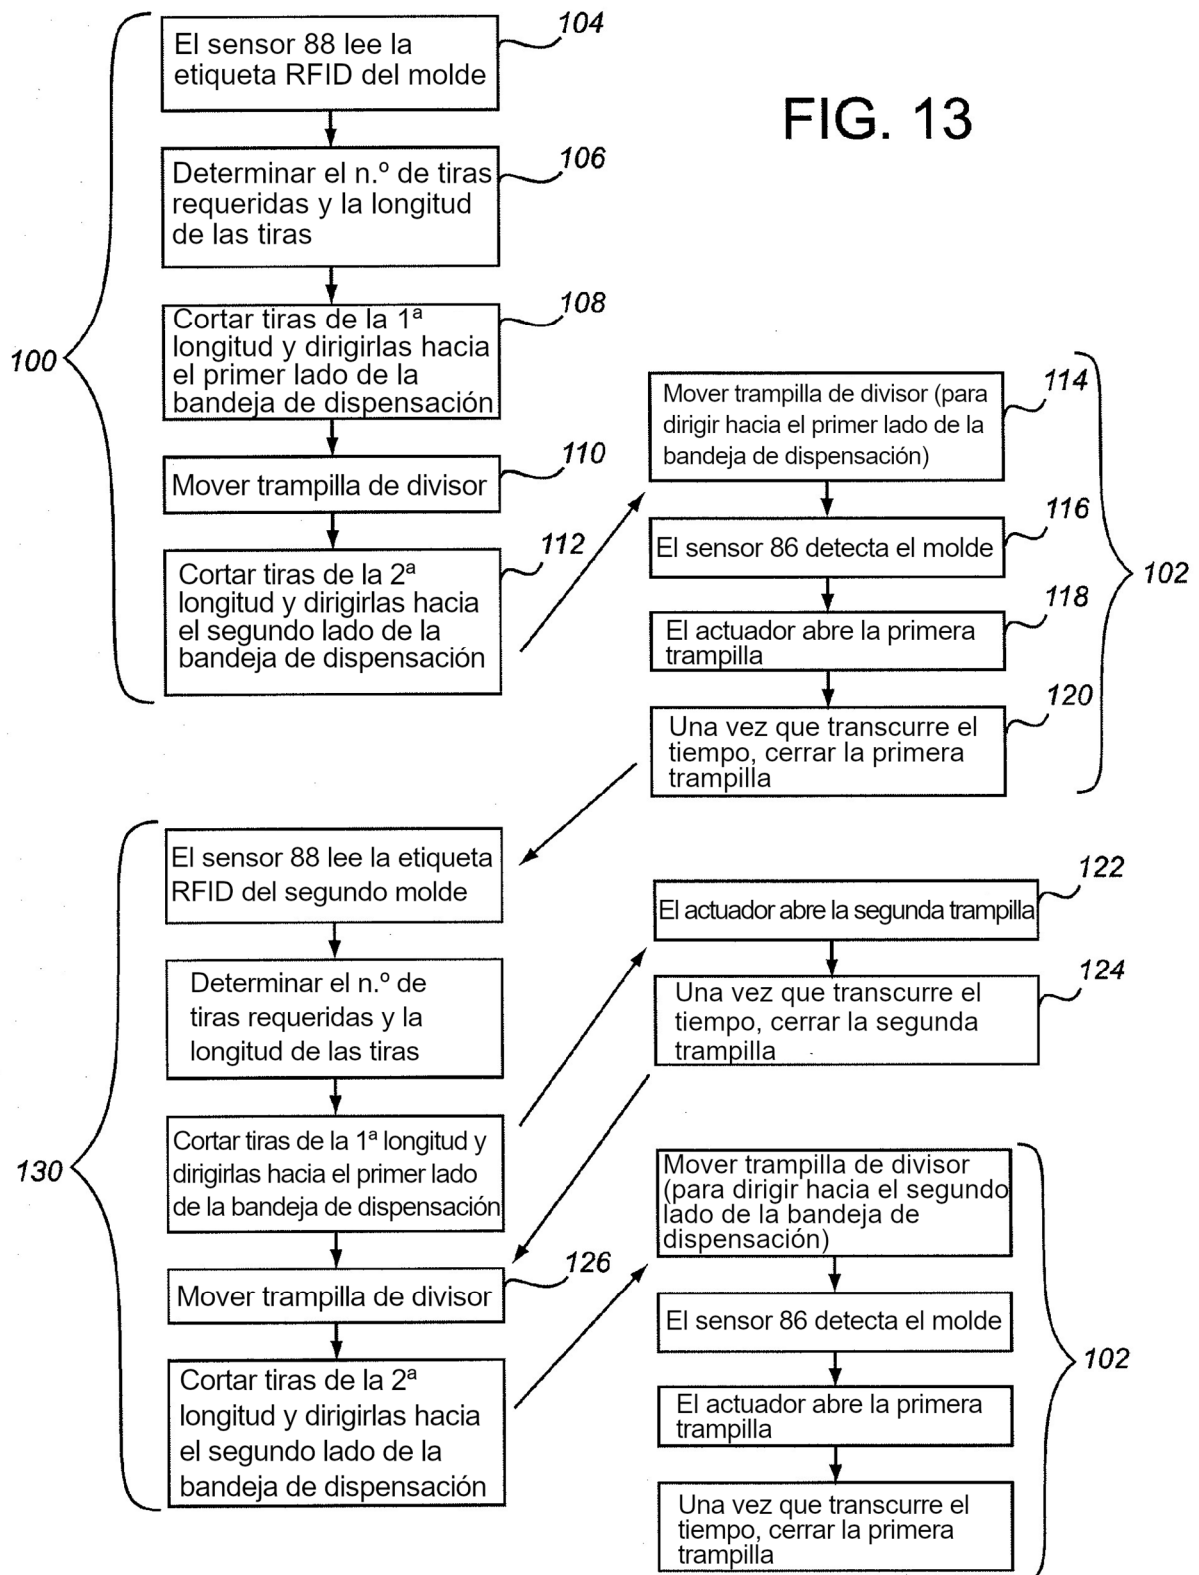 FIG. 13
100
104
El sensor 88 lee la
etiqueta RFID del molde
106
Determinar el n.º de tiras
requeridas y la longitud
de las tiras
108
Cortar tiras de la 1ª
longitud y dirigirlas hacia
el primer lado de la
bandeja de dispensación
110
Mover trampilla de divisor
112
Cortar tiras de la 2ª
longitud y dirigirlas hacia
el segundo lado de la
bandeja de dispensación
102
114
Mover trampilla de divisor (para
dirigir hacia el primer lado de la
bandeja de dispensación)
116
El sensor 86 detecta el molde
118
El actuador abre la primera
trampilla
120
Una vez que transcurre el
tiempo, cerrar la primera
trampilla
130
El sensor 88 lee la etiqueta
RFID del segundo molde
Determinar el n.º de
tiras requeridas y la
longitud de las tiras
Cortar tiras de la 1ª longitud y
dirigirlas hacia el primer lado
de la bandeja de dispensación
122
El actuador abre la segunda trampilla
124
Una vez que transcurre el
tiempo, cerrar la segunda
trampilla
126
Mover trampilla de divisor
Cortar tiras de la 2ª
longitud y dirigirlas hacia
el segundo lado de la
bandeja de dispensación
102
Mover trampilla de divisor
(para dirigir hacia el segundo
lado de la bandeja de
dispensación)
El sensor 86 detecta el molde
El actuador abre la primera
trampilla
Una vez que transcurre el
tiempo, cerrar la primera
trampilla